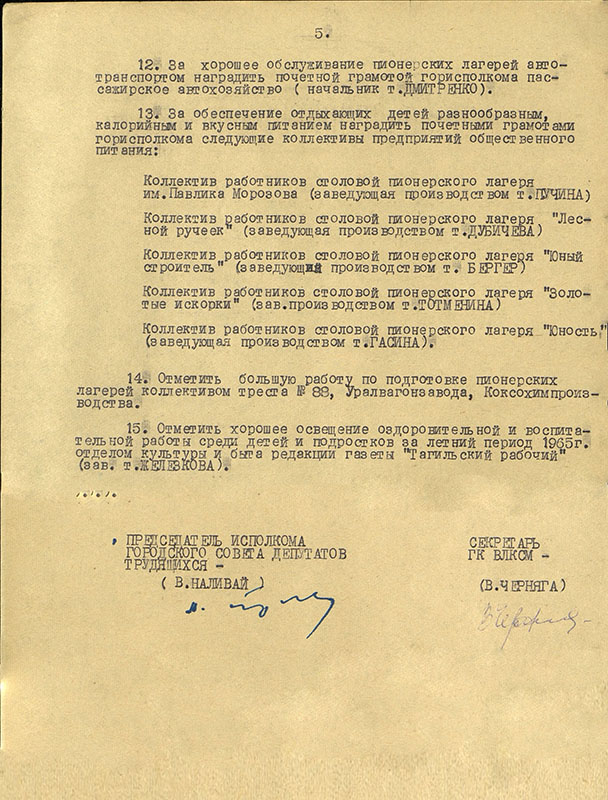 5.
12. За хорошее обслуживание пионерских лагерей авто-
транспортом наградить почетной грамотой горисполкома пас-
сажирское автохозяйство ( начальник т.ДМИТРЕНКО).
13. За обеспечение отдыхающих детей разнообразным,
калорийным и вкусным питанием наградить почетными грамотами
горисполкома следующие коллективы предприятий общественного
питания:
Коллектив работников столовой пионерского лагеря
им.Павлика Морозова (заведующая производством т.ПУЧИНА)
Коллектив работников столовой пионерского лагеря "Лес-
ной ручеек" (заведующая производством т.ДУБИЧЕВА)
Коллектив работников столовой пионерского лагеря "Юный
строитель" (заведующий производством т. БЕРГЕР)
Коллектив работников столовой пионерского лагеря "Золо-
тые искорки" (зав.производством т.ТОТМЕНИНА)
Коллектив работников столовой пионерского лагеря "Юность"
(заведующая производством т.ГАСИНА).
14. Отметить большую работу по подготовке пионерских
лагерей коллективом треста № 88, Уралвагонзавода, Коксохимпроиз-
водства.
15. Отметить хорошее освещение оздоровительной и воспита-
тельной работы среди детей и подростков за летний период 1965г.
отделом культуры и быта редакции газеты "Тагильский рабочий"
(зав. т.ЖЕЛЕЗКОВА).
ПРЕДСЕДАТЕЛЬ ИСПОЛКОМА
ГОРОДСКОГО СОВЕТА ДЕПУТАТОВ
ТРУДЯЩИХСЯ -
( В.НАЛИВАЙ )
СЕКРЕТАРЬ
ГК ВЛКСМ -
(В.ЧЕРНЯГА)